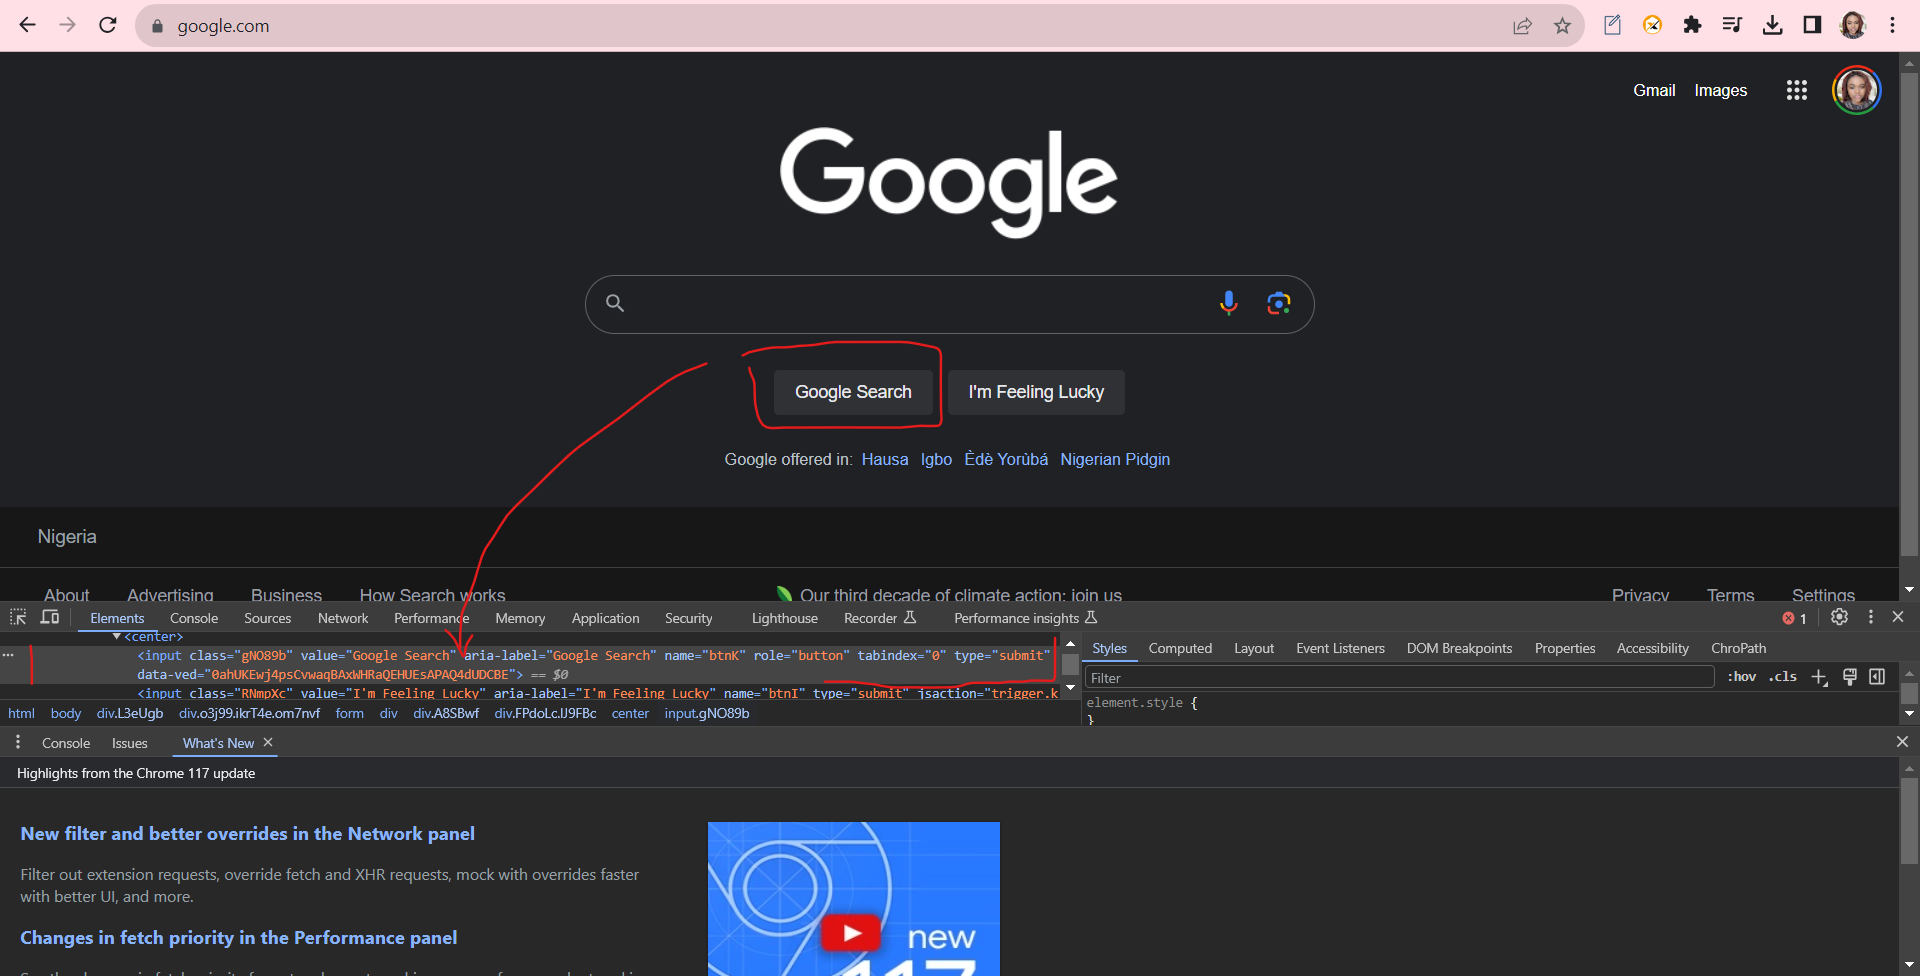 google.com
Gmail Images
Google
Google Search I'm Feeling Lucky
Google offered in: Hausa Igbo Èdè Yorùbá Nigerian Pidgin
Nigeria
About Advertising Business How Search works Our third decade of climate action: join us Privacy Terms Settings
Elements Console Sources Network Performance Memory Application Security Lighthouse Recorder Performance insights 1
<center>
<input class="gNO89b" value="Google Search" aria-label="Google Search" name="btnK" role="button" tabindex="0" type="submit"
data-ved="0ahUKEwj4psCvwaqBAxWHRaQEHUEsAPAQ4dUDCBE"> == $0
<input class="RNmpXc" value="I'm Feeling Lucky" aria-label="I'm Feeling Lucky" name="btnI" type="submit" jsaction="trigger.k
html body div.L3eUgb div.o3j99.ikrT4e.om7nvf form div div.A8SBwf div.FPdoLc.lJ9FBc center input.gNO89b
Styles Computed Layout Event Listeners DOM Breakpoints Properties Accessibility ChroPath
Filter :hov .cls
element.style {
}
Console Issues What's New
Highlights from the Chrome 117 update
New filter and better overrides in the Network panel
Filter out extension requests, override fetch and XHR requests, mock with overrides faster
with better UI, and more.
Changes in fetch priority in the Performance panel
new
117